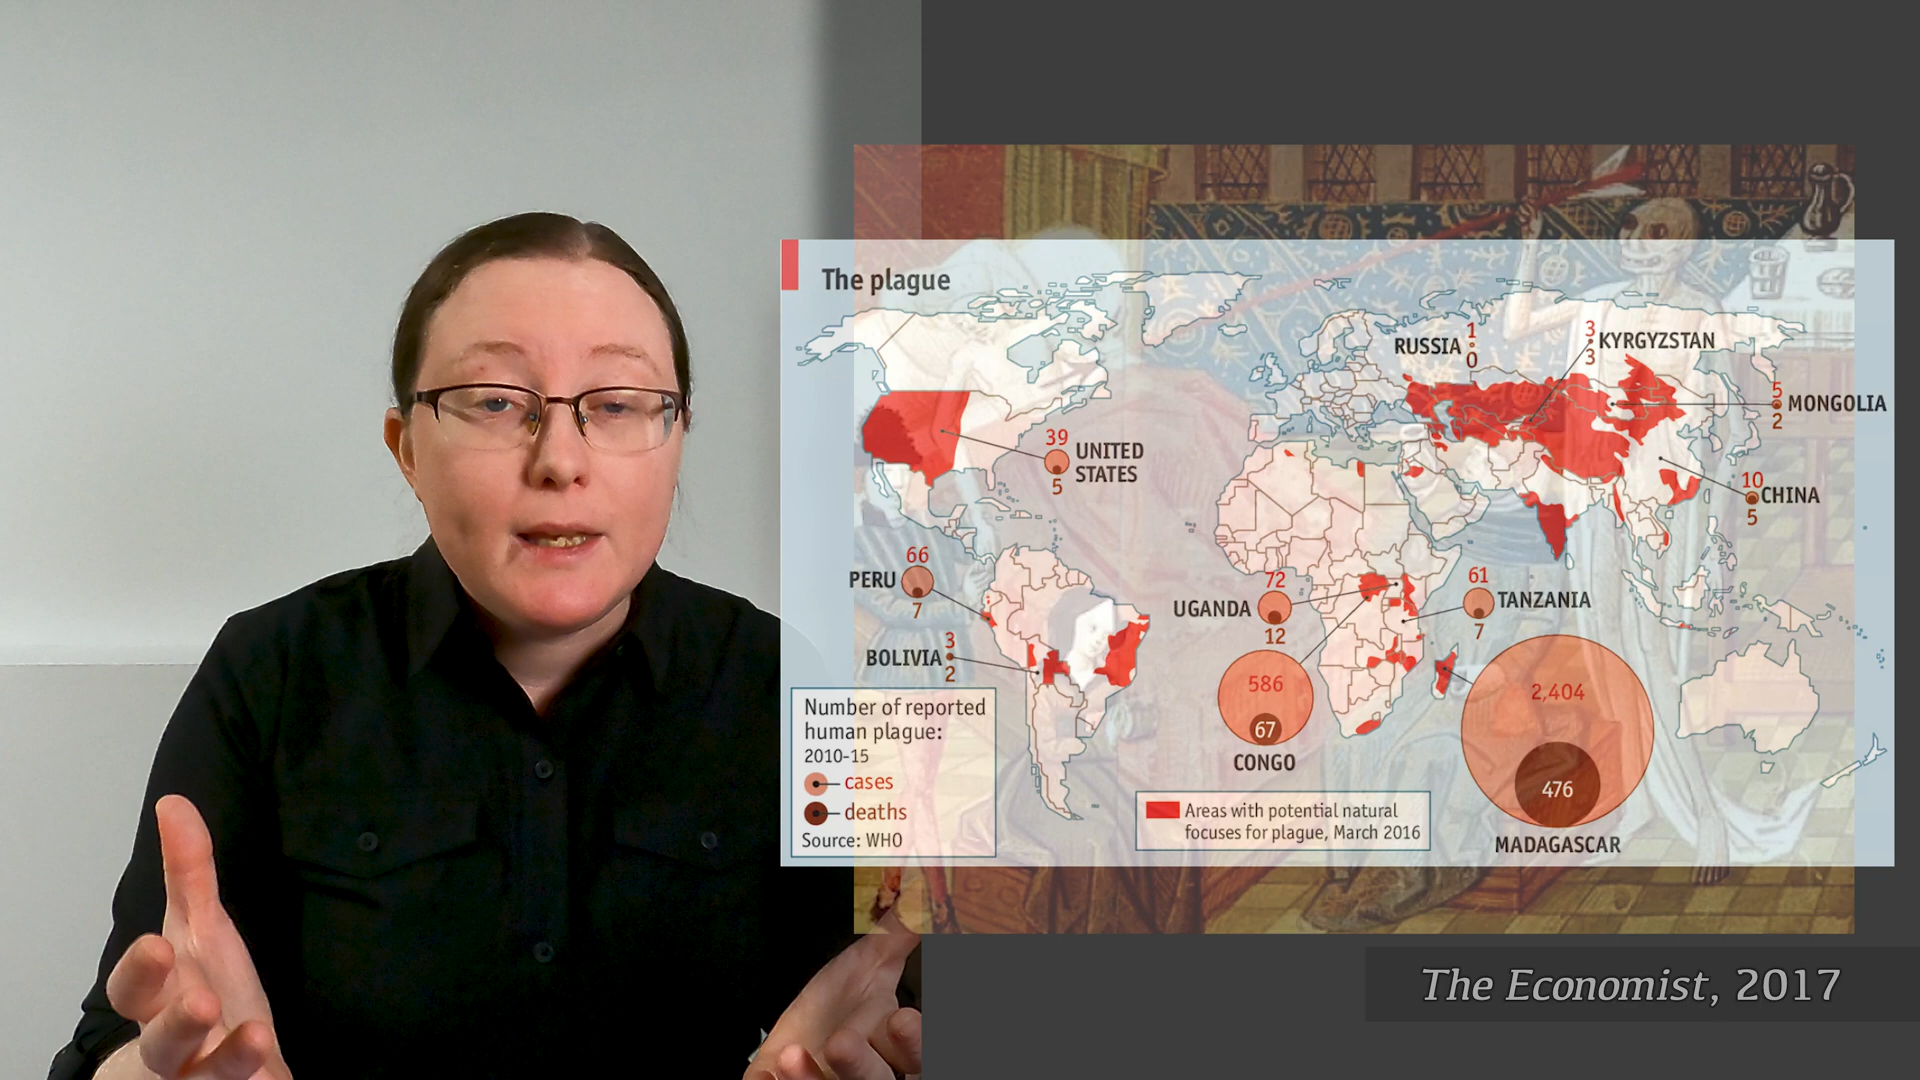 The plague
RUSSIA
1
0
3
KYRGYZSTAN
3
5
MONGOLIA
2
39
UNITED
STATES
5
10
CHINA
5
66
PERU
7
72
UGANDA
12
61
TANZANIA
7
3
BOLIVIA
2
586
67
CONGO
2,404
476
MADAGASCAR
Number of reported
human plague:
2010-15
cases
deaths
Source: WHO
Areas with potential natural
focuses for plague, March 2016
The Economist, 2017